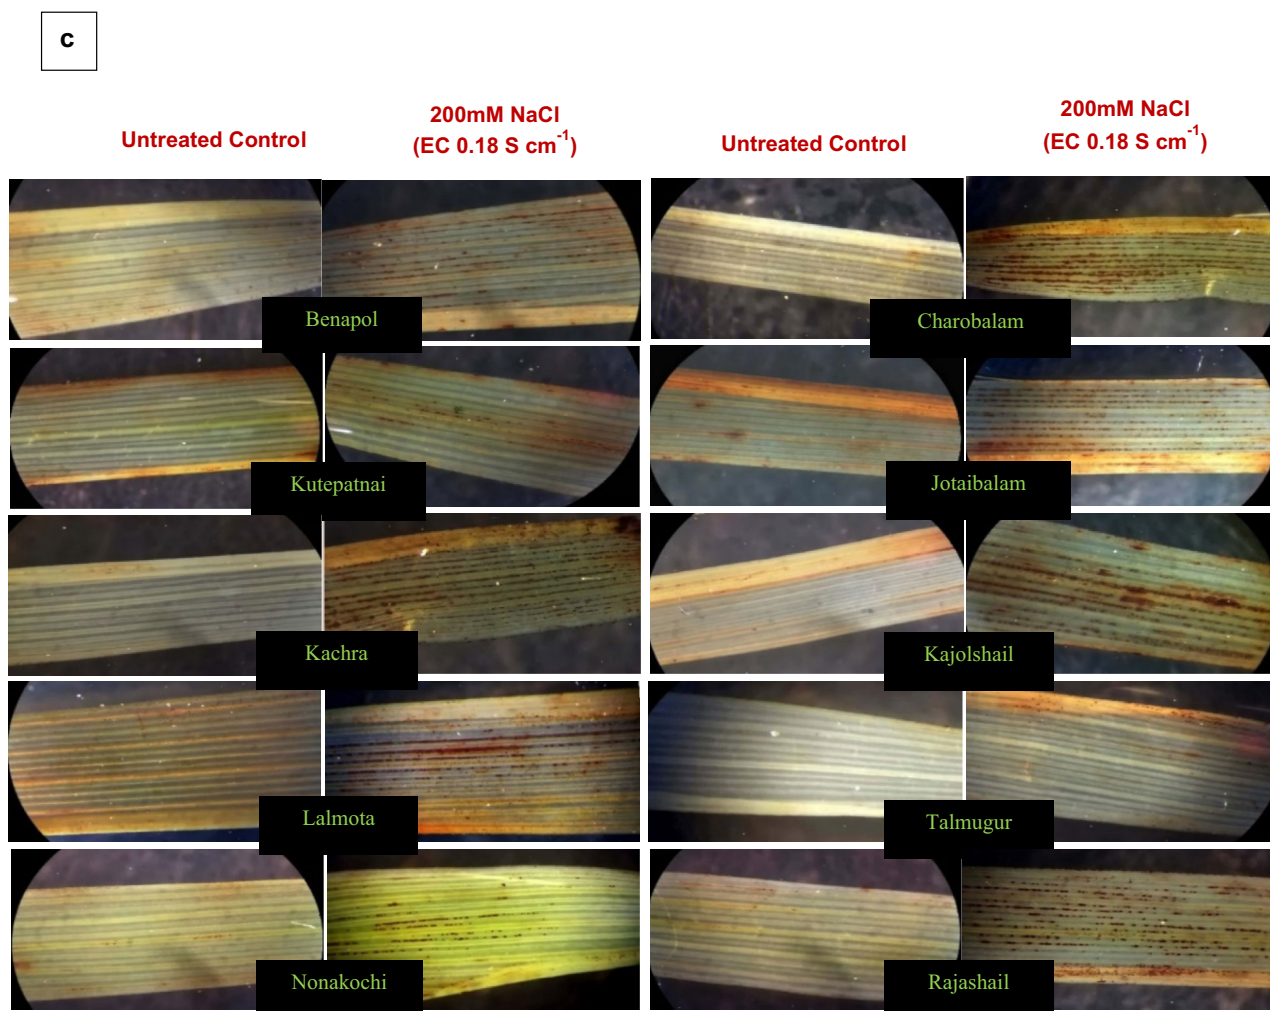 c
Untreated Control
200mM NaCl
(EC 0.18 S cm⁻¹)
Untreated Control
200mM NaCl
(EC 0.18 S cm⁻¹)
Benapol
Charobalam
Kutepatnai
Jotaibalam
Kachra
Kajolshail
Lalmota
Talmugur
Nonakochi
Rajashail